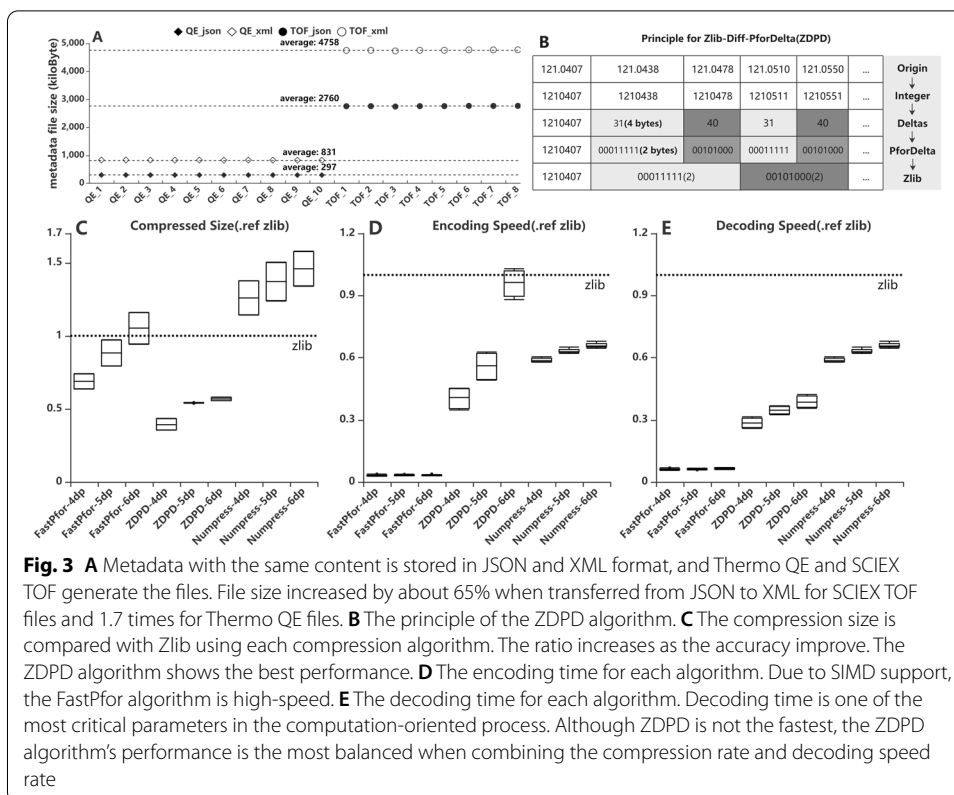 A
◆ QE_json ◇ QE_xml ● TOF_json ○ TOF_xml
metadata file size (kiloByte)
5,000
4,000
3,000
2,000
1,000
0
average: 4758
average: 2760
average: 831
average: 297
QE_1 QE_2 QE_3 QE_4 QE_5 QE_6 QE_7 QE_8 QE_9 QE_10 TOF_1 TOF_2 TOF_3 TOF_4 TOF_5 TOF_6 TOF_7 TOF_8
B
Principle for Zlib-Diff-PforDelta(ZDPD)
121.0407 121.0438 121.0478 121.0510 121.0550 ... Origin
1210407 1210438 1210478 1210511 1210551 ... Integer
1210407 31(4 bytes) 40 31 40 ... Deltas
1210407 00011111(2 bytes) 00101000 00011111 00101000 ... PforDelta
1210407 00011111(2) 00101000(2) ... Zlib
C Compressed Size(.ref zlib)
1.7
1.5
1
0.5
0
zlib
FastPfor-4dp FastPfor-5dp FastPfor-6dp ZDPD-4dp ZDPD-5dp ZDPD-6dp Numpress-4dp Numpress-5dp Numpress-6dp
D Encoding Speed(.ref zlib)
1.2
0.9
0.6
0.3
0
zlib
FastPfor-4dp FastPfor-5dp FastPfor-6dp ZDPD-4dp ZDPD-5dp ZDPD-6dp Numpress-4dp Numpress-5dp Numpress-6dp
E Decoding Speed(.ref zlib)
1.2
0.9
0.6
0.3
0
zlib
FastPfor-4dp FastPfor-5dp FastPfor-6dp ZDPD-4dp ZDPD-5dp ZDPD-6dp Numpress-4dp Numpress-5dp Numpress-6dp
Fig. 3 A Metadata with the same content is stored in JSON and XML format, and Thermo QE and SCIEX
TOF generate the files. File size increased by about 65% when transferred from JSON to XML for SCIEX TOF
files and 1.7 times for Thermo QE files. B The principle of the ZDPD algorithm. C The compression size is
compared with Zlib using each compression algorithm. The ratio increases as the accuracy improve. The
ZDPD algorithm shows the best performance. D The encoding time for each algorithm. Due to SIMD support,
the FastPfor algorithm is high-speed. E The decoding time for each algorithm. Decoding time is one of the
most critical parameters in the computation-oriented process. Although ZDPD is not the fastest, the ZDPD
algorithm's performance is the most balanced when combining the compression rate and decoding speed
rate